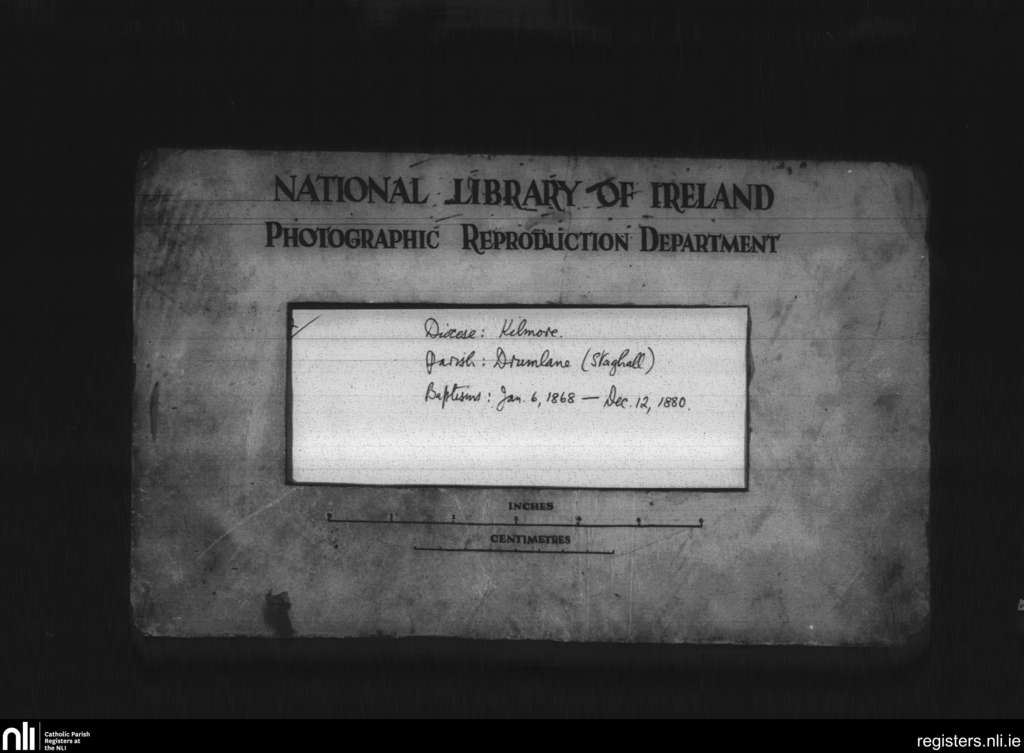 NATIONAL LIBRARY OF IRELAND
PHOTOGRAPHIC REPRODUCTION DEPARTMENT
Diocese: Kilmore.
Parish: Drumlane (Staghall)
Baptisms: Jan. 6, 1868 — Dec. 12, 1880.
INCHES
CENTIMETRES
nli
Catholic Parish
Registers at
the NLI
registers.nli.ie